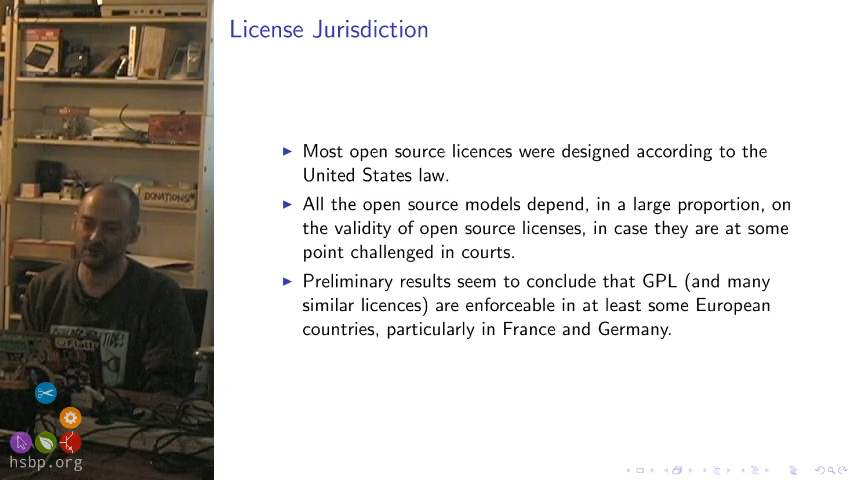 License Jurisdiction
Most open source licences were designed according to the
United States law.
All the open source models depend, in a large proportion, on
the validity of open source licenses, in case they are at some
point challenged in courts.
Preliminary results seem to conclude that GPL (and many
similar licences) are enforceable in at least some European
countries, particularly in France and Germany.
DONATIONS
hsbp.org